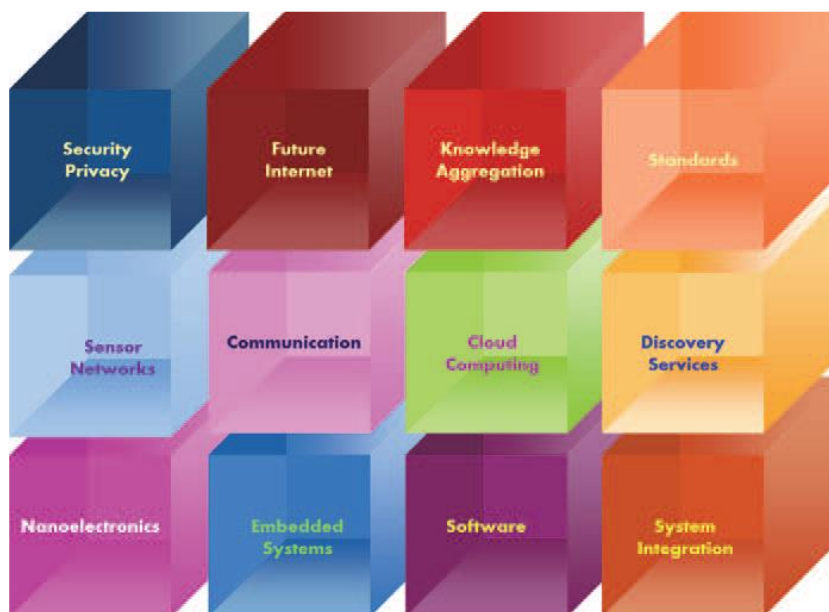 Security
Privacy
Future
Internet
Knowledge
Aggregation
Standards
Sensor
Networks
Communication
Cloud
Computing
Discovery
Services
Nanoelectronics
Embedded
Systems
Software
System
Integration